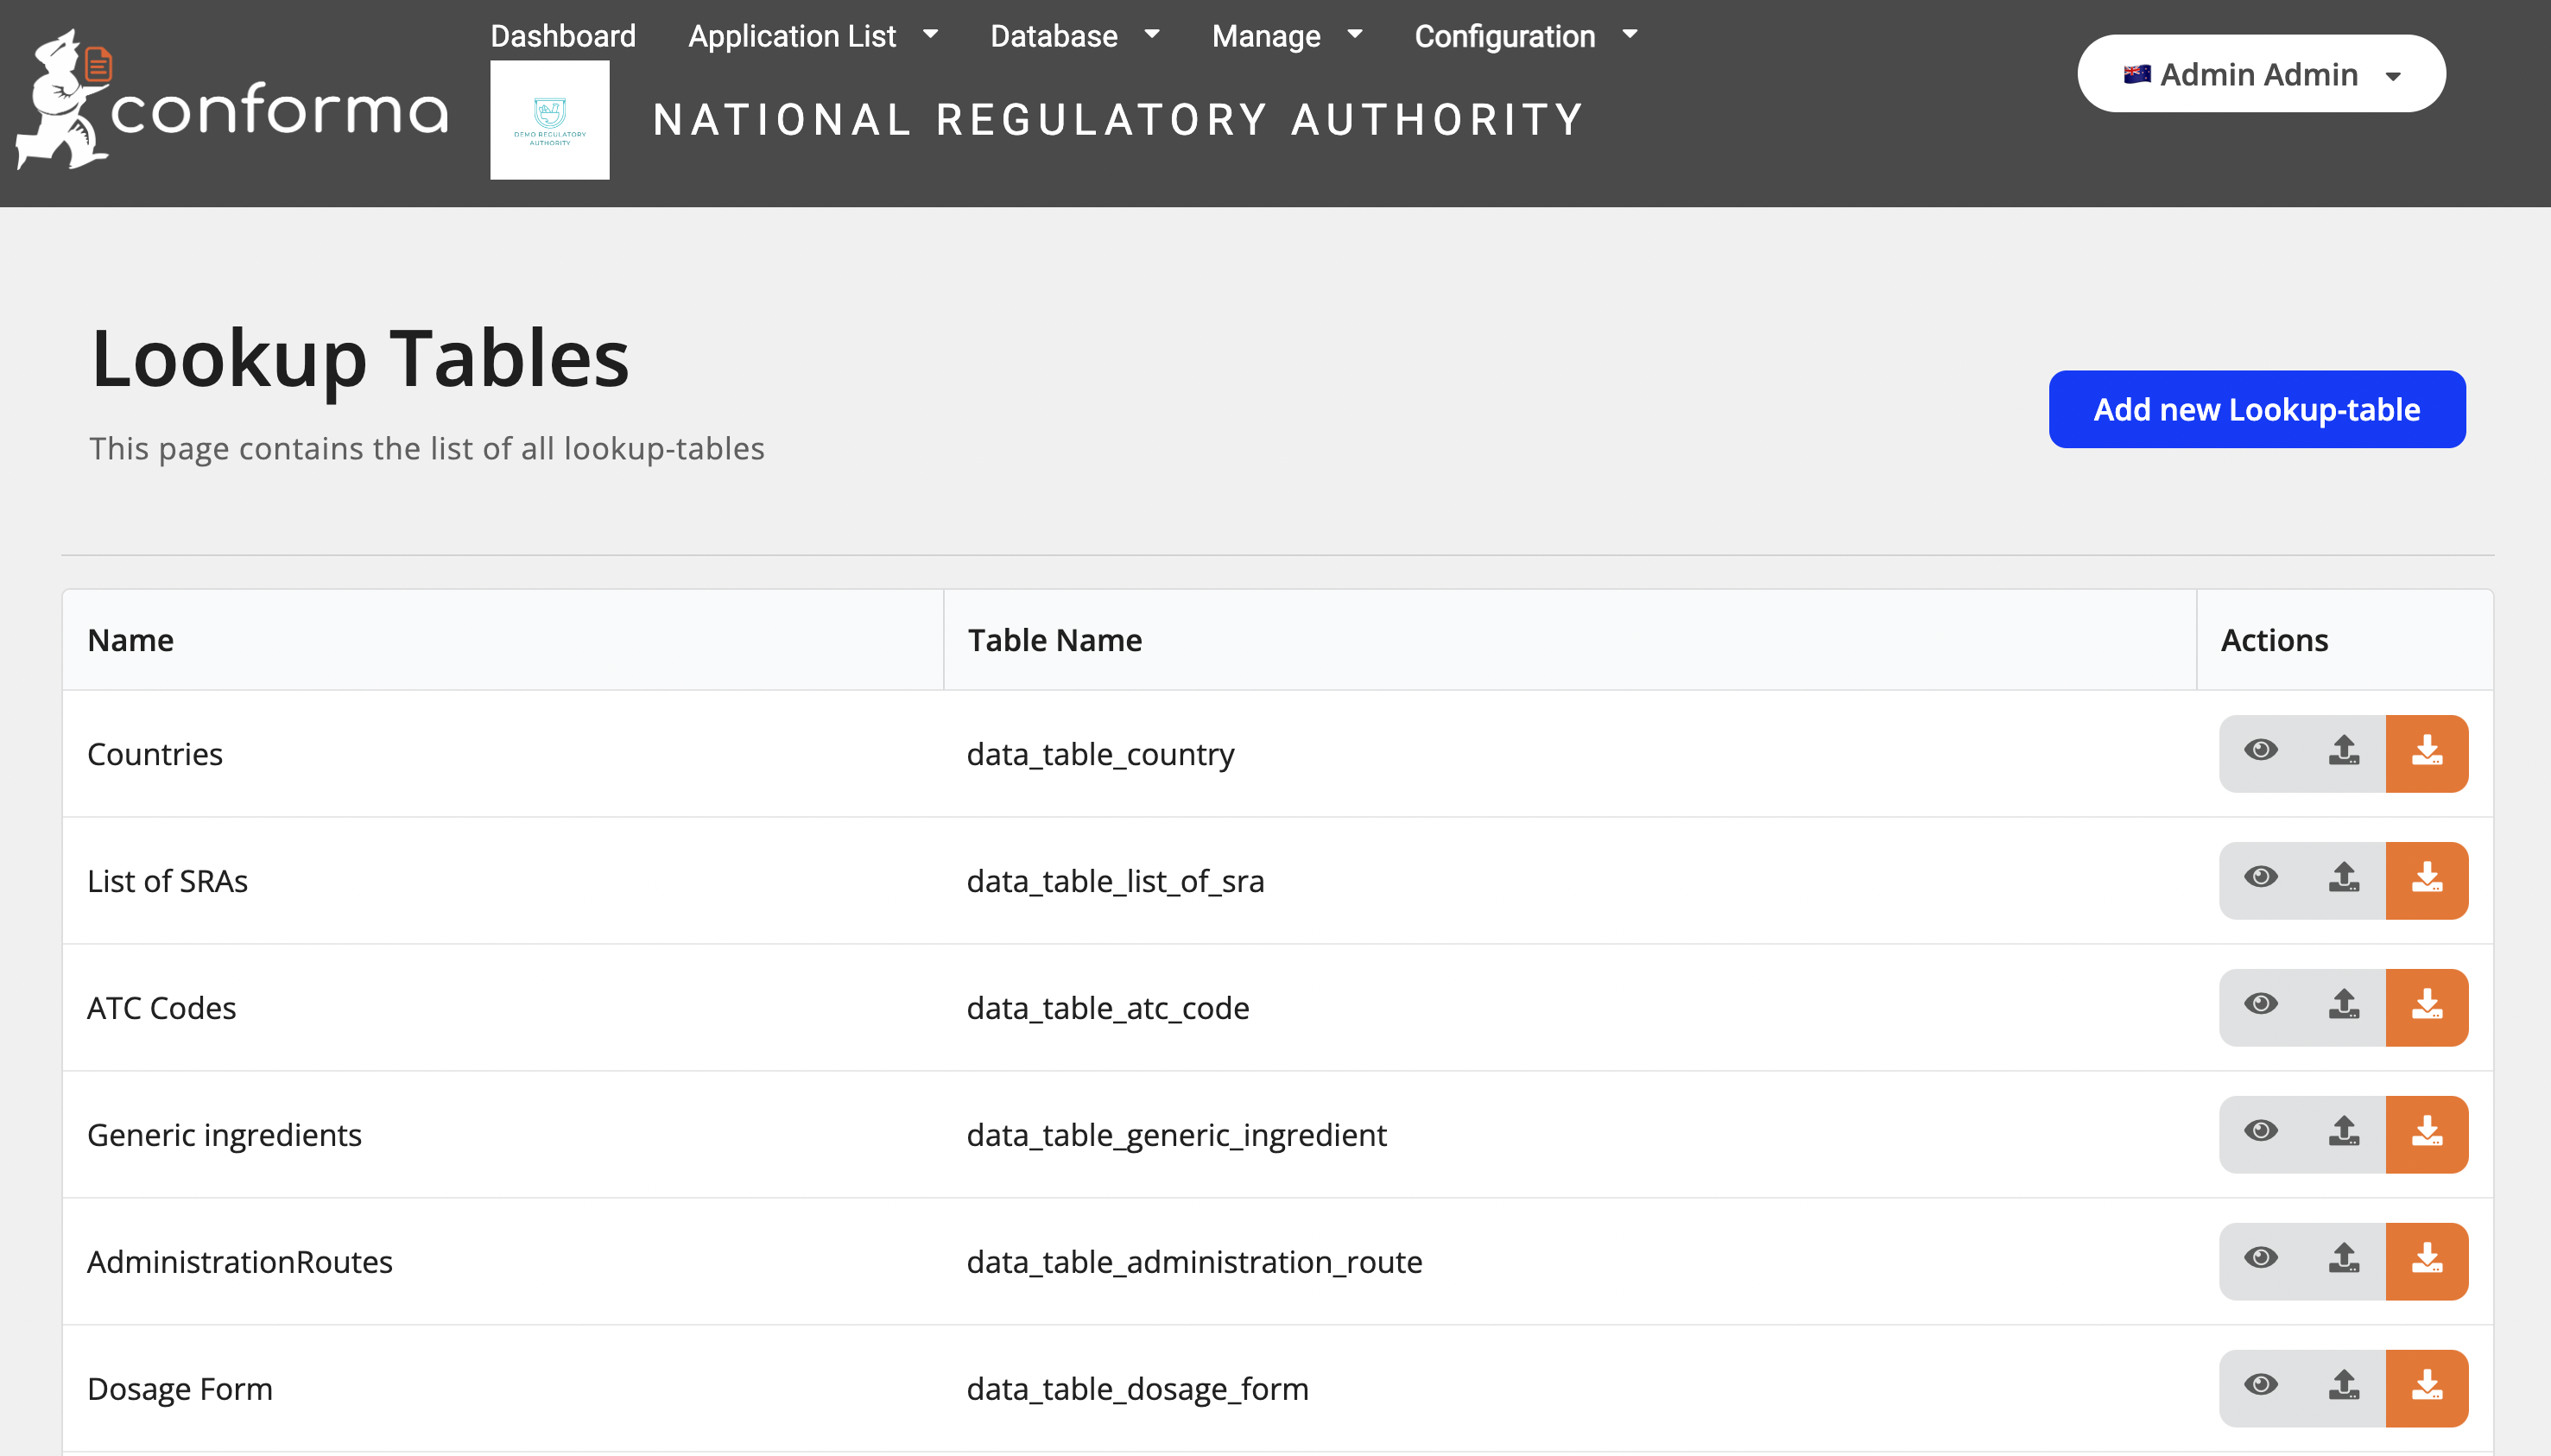 Dashboard Application List Database Manage Configuration
conforma
DEMO REGULATORY
AUTHORITY
NATIONAL REGULATORY AUTHORITY
Admin Admin
Lookup Tables
This page contains the list of all lookup-tables
Add new Lookup-table
Name Table Name Actions
Countries data_table_country
List of SRAs data_table_list_of_sra
ATC Codes data_table_atc_code
Generic ingredients data_table_generic_ingredient
AdministrationRoutes data_table_administration_route
Dosage Form data_table_dosage_form